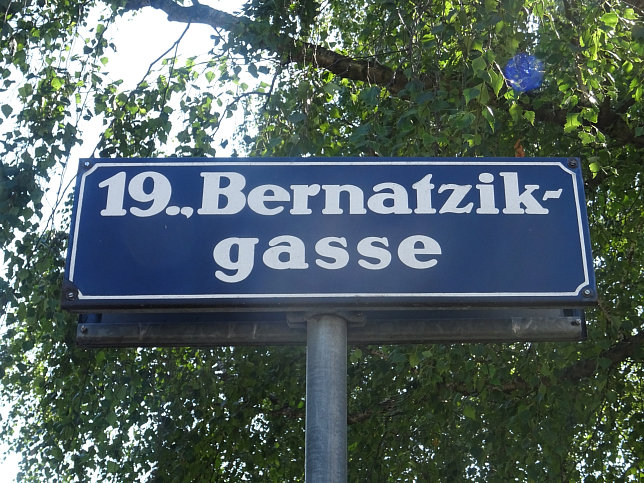 19., Bernatzik-
gasse